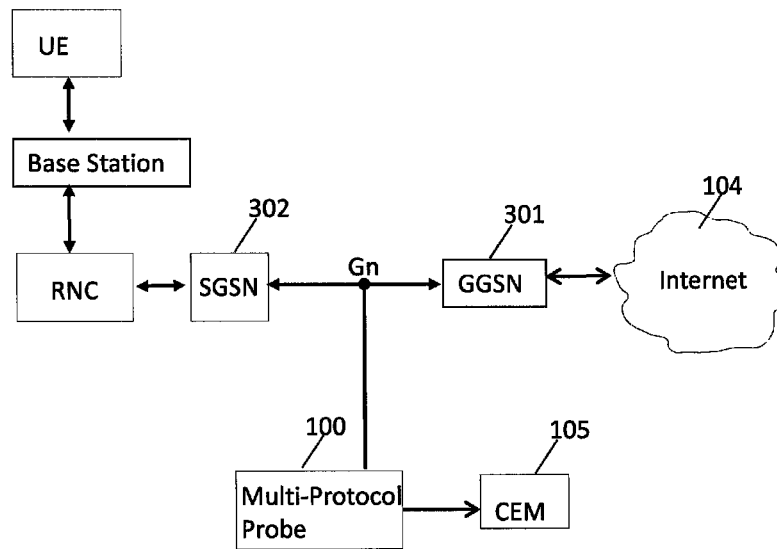 UE
Base Station
302
301
104
RNC
SGSN
Gn
GGSN
Internet
100
105
Multi-Protocol
Probe
CEM